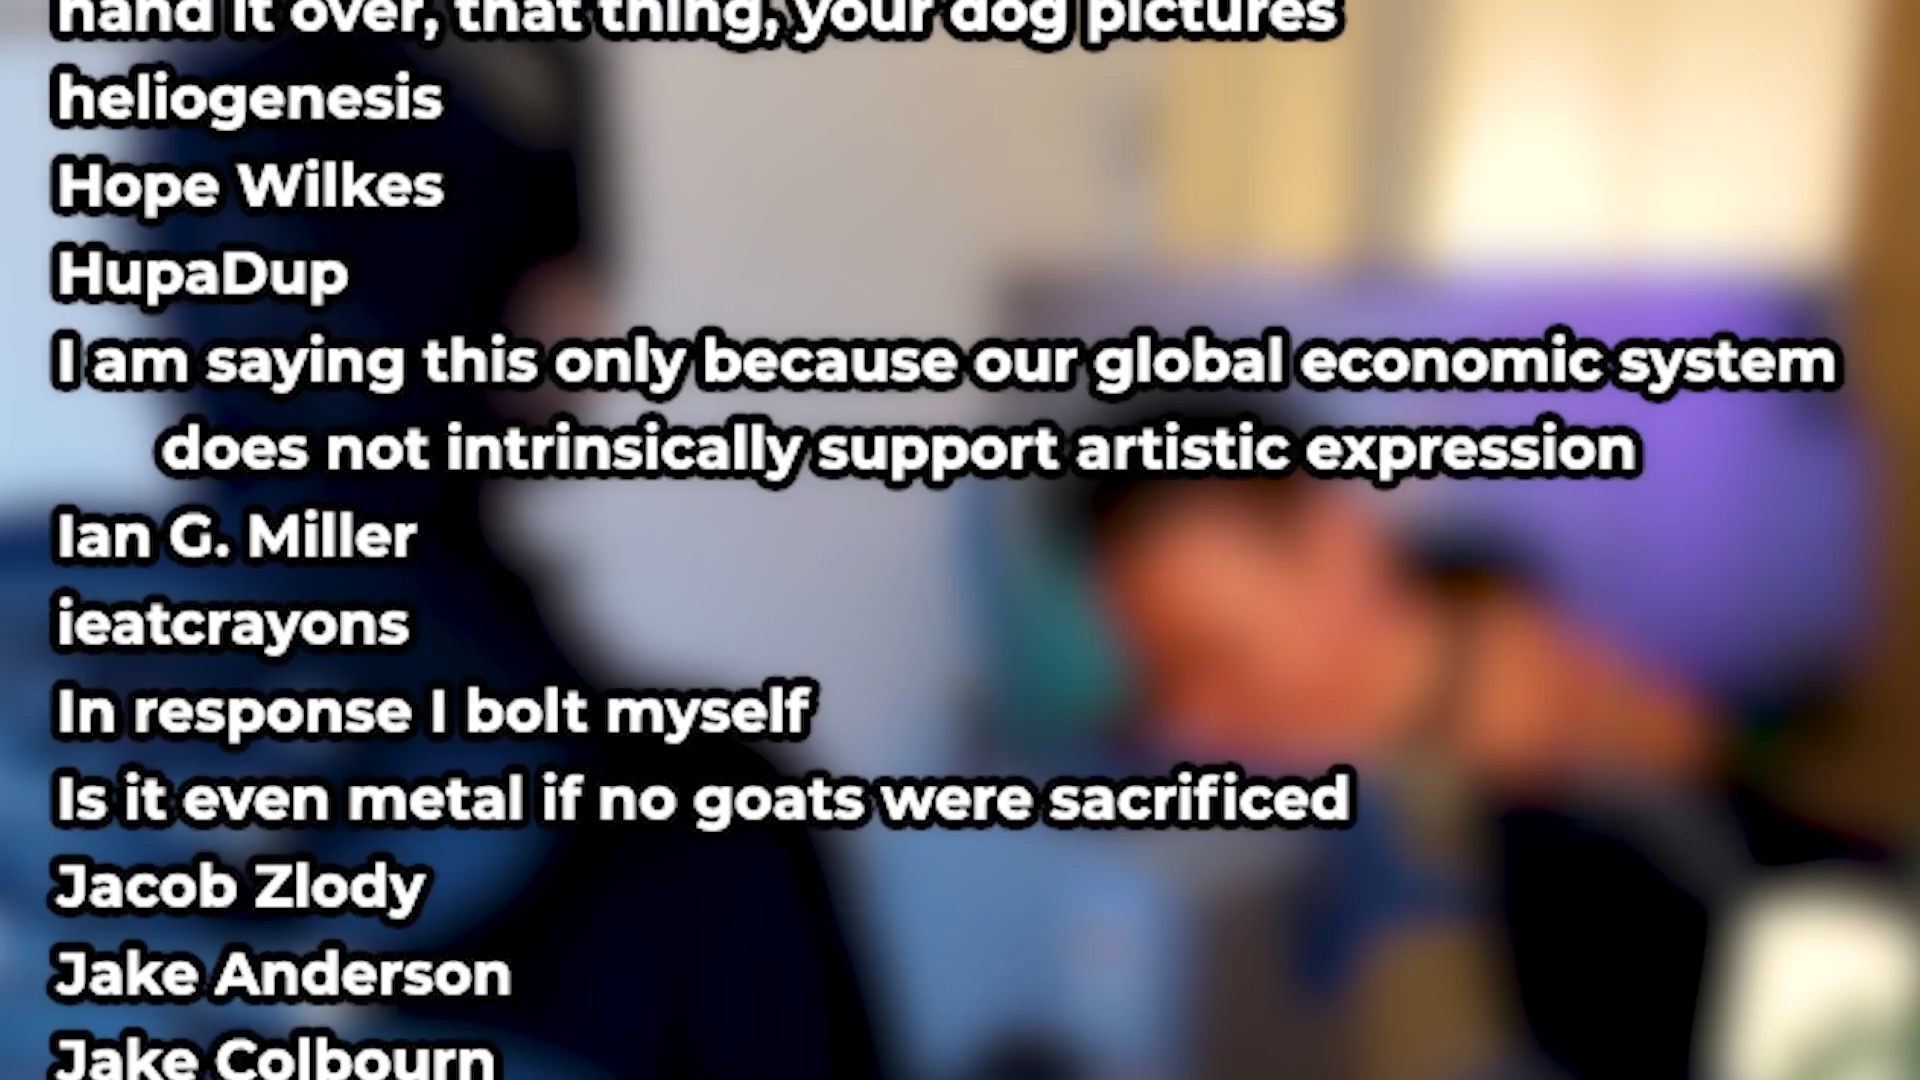 hand it over, that thing, your dog pictures
heliogenesis
Hope Wilkes
HupaDup
I am saying this only because our global economic system
does not intrinsically support artistic expression
Ian G. Miller
ieatcrayons
In response I bolt myself
Is it even metal if no goats were sacrificed
Jacob Zlody
Jake Anderson
Jake Colbourn